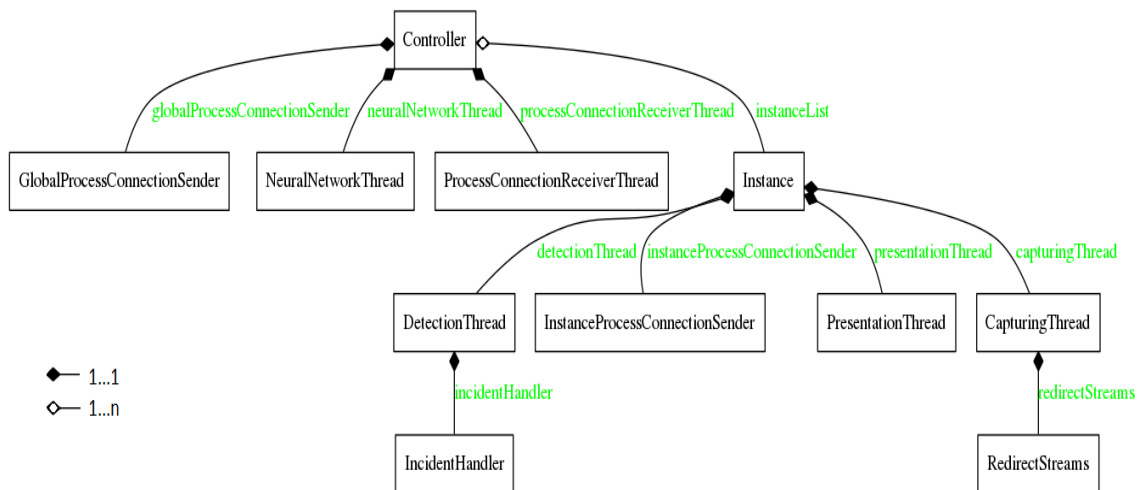 Controller
globalProcessConnectionSender neuralNetworkThread processConnectionReceiverThread instanceList
GlobalProcessConnectionSender NeuralNetworkThread ProcessConnectionReceiverThread Instance
detectionThread instanceProcessConnectionSender presentationThread capturingThread
DetectionThread InstanceProcessConnectionSender PresentationThread CapturingThread
1...1
incidentHandler redirectStreams
1...n
IncidentHandler RedirectStreams